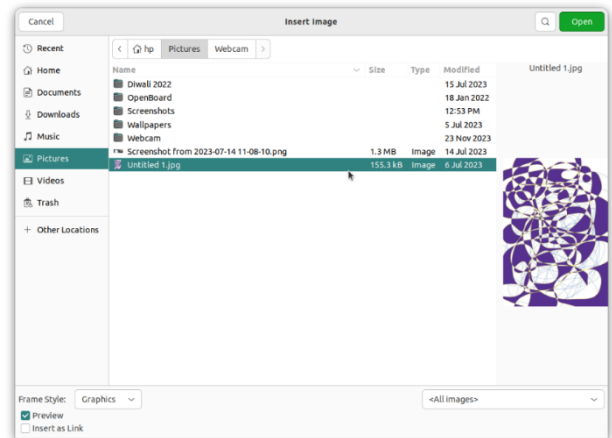 Cancel
Insert Image
Open
Recent
Home
Documents
Downloads
Music
Pictures
Videos
Trash
+ Other Locations
hp Pictures Webcam
Name Size Type Modified
Diwali 2022 15 Jul 2023
OpenBoard 18 Jan 2022
Screenshots 12:53 PM
Wallpapers 5 Jul 2023
Webcam 23 Nov 2023
Screenshot from 2023-07-14 11-08-10.png 1.3 MB Image 14 Jul 2023
Untitled 1.jpg 155.3 kB Image 6 Jul 2023
Untitled 1.jpg
Frame Style: Graphics
<All images>
Preview
Insert as Link